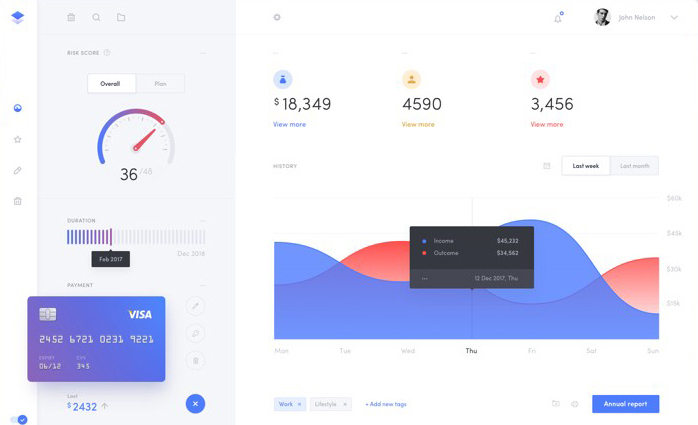 John Nelson
RISK SCORE
Overall
Plan
36 /48
DURATION
Feb 2017
Dec 2018
PAYMENT
VISA
2452 6721 0231 9221
EXPIRY
CVV
06/12
345
Last
$2432
$18,349
View more
4590
View more
3,456
View more
HISTORY
Last week
Last month
$60k
$45k
$30k
$15k
Income $45,232
Outcome $34,562
12 Dec 2017, Thu
Mon
Tue
Wed
Thu
Fri
Sat
Sun
Work ×
Lifestyle ×
+ Add new tags
Annual report